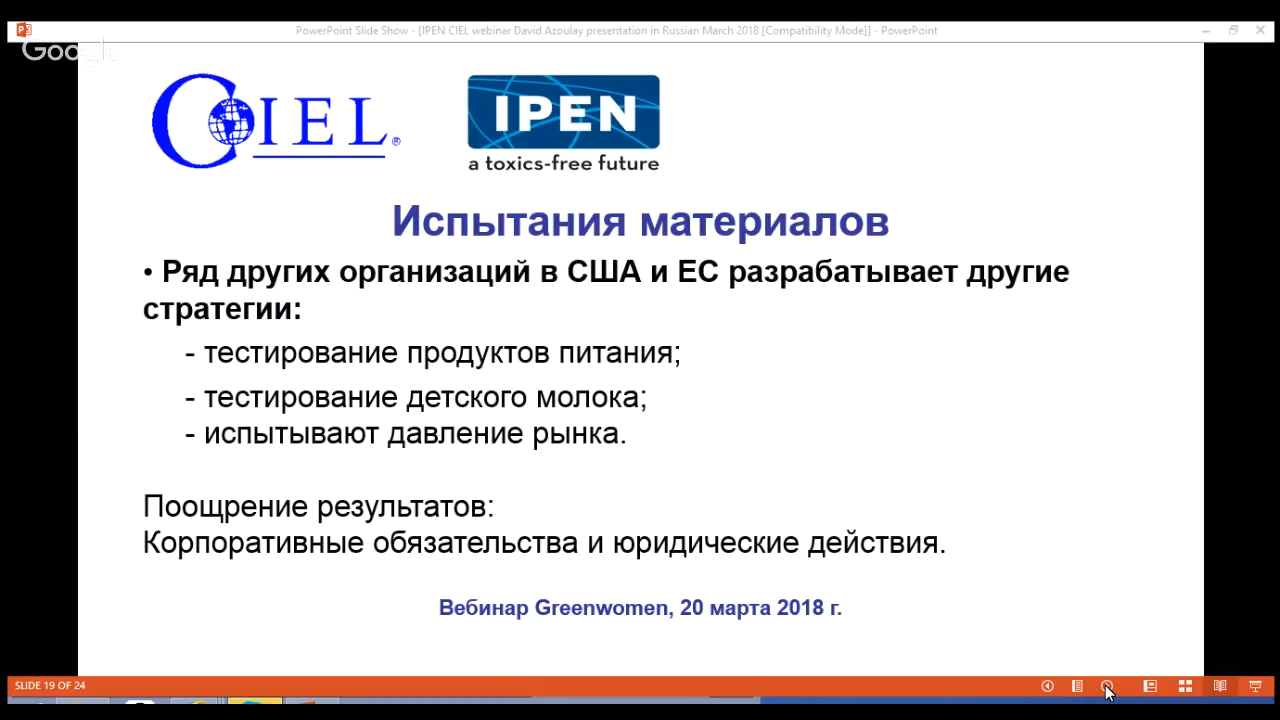 PowerPoint Slide Show - [IPEN CIEL webinar David Azoulay presentation in Russian March 2018 [Compatibility Mode]] - PowerPoint
Google
CIEL®
IPEN
a toxics-free future
Испытания материалов
• Ряд других организаций в США и ЕС разрабатывает другие
стратегии:
- тестирование продуктов питания;
- тестирование детского молока;
- испытывают давление рынка.
Поощрение результатов:
Корпоративные обязательства и юридические действия.
Вебинар Greenwomen, 20 марта 2018 г.
SLIDE 19 OF 24